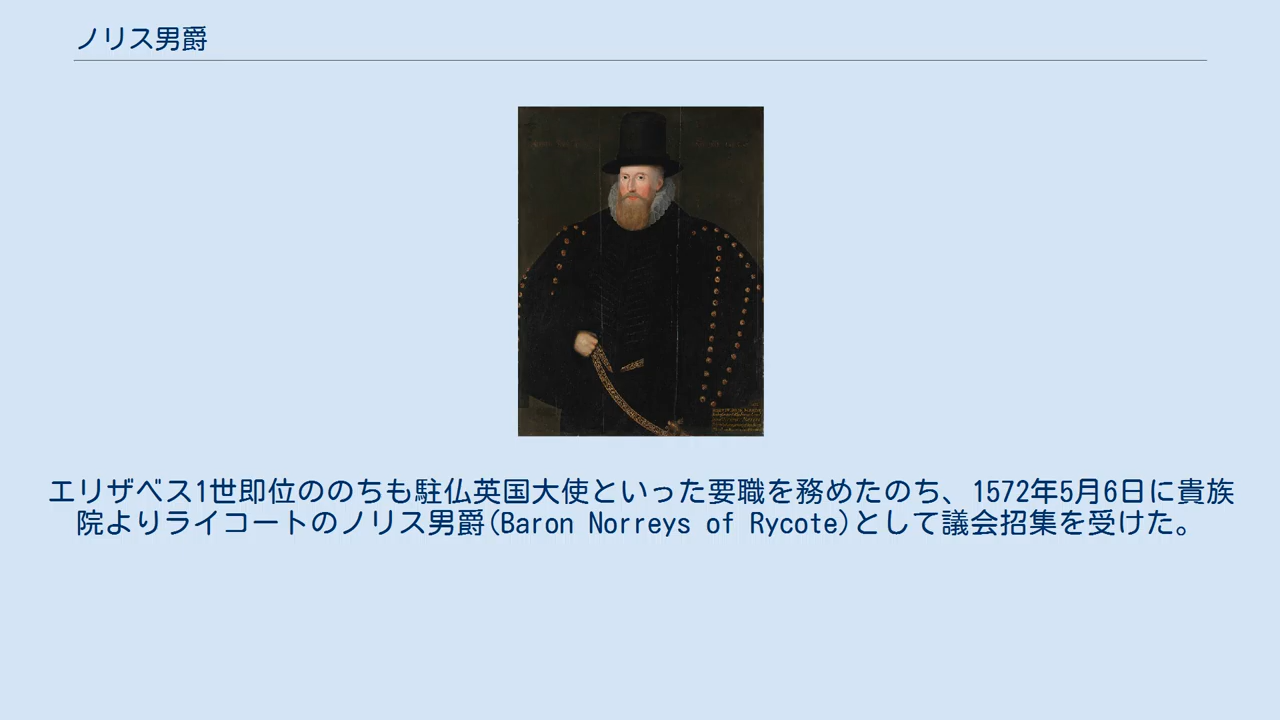 ノリス男爵
エリザベス1世即位ののちも駐仏英国大使といった要職を務めたのち、1572年5月6日に貴族
院よりライコートのノリス男爵(Baron Norreys of Rycote)として議会招集を受けた。